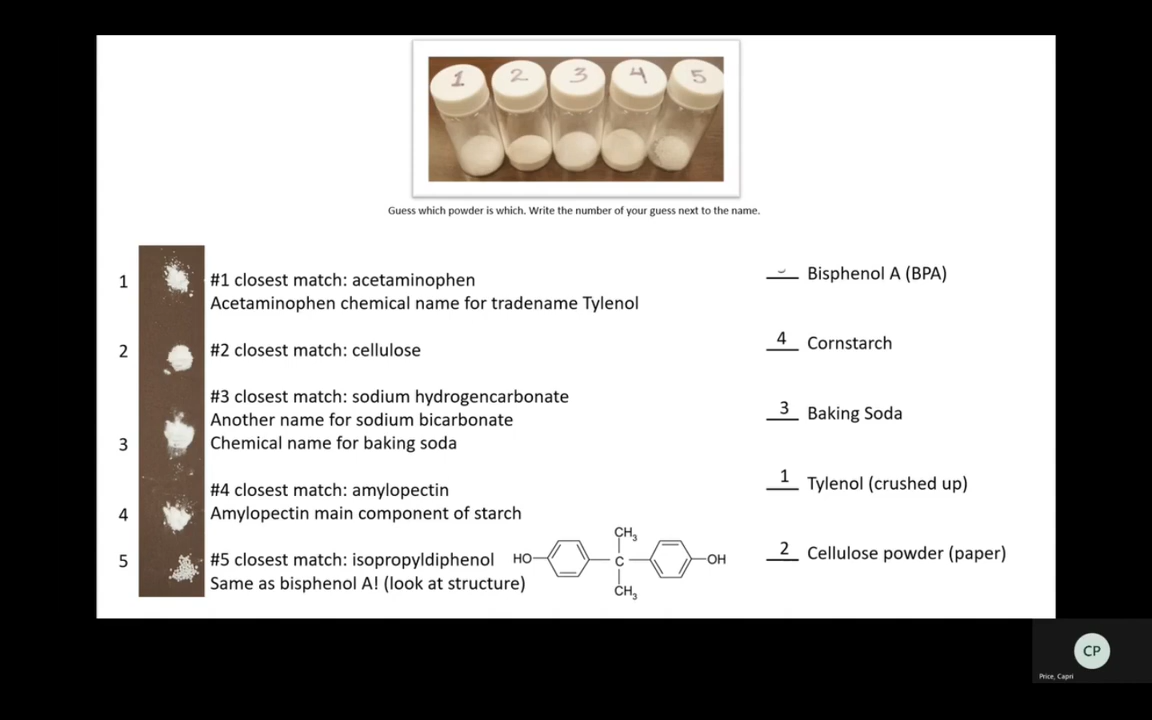 1 2 3 4 5
Guess which powder is which. Write the number of your guess next to the name.
1
#1 closest match: acetaminophen
Acetaminophen chemical name for tradename Tylenol
2
#2 closest match: cellulose
#3 closest match: sodium hydrogencarbonate
Another name for sodium bicarbonate
3
Chemical name for baking soda
#4 closest match: amylopectin
4
Amylopectin main component of starch
5
#5 closest match: isopropyldiphenol
Same as bisphenol A! (look at structure)
CH3
HO
C
OH
CH3
Bisphenol A (BPA)
4 Cornstarch
3 Baking Soda
1 Tylenol (crushed up)
2 Cellulose powder (paper)
CP
Price, Capri